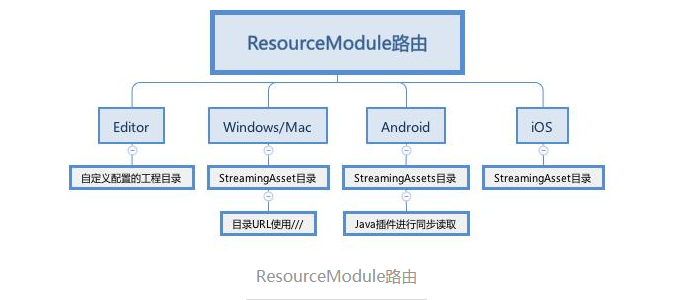 ResourceModule路由
Editor
Windows/Mac
Android
iOS
自定义配置的工程目录
StreamingAsset目录
StreamingAssets目录
StreamingAsset目录
目录URL使用///
Java插件进行同步读取
ResourceModule路由